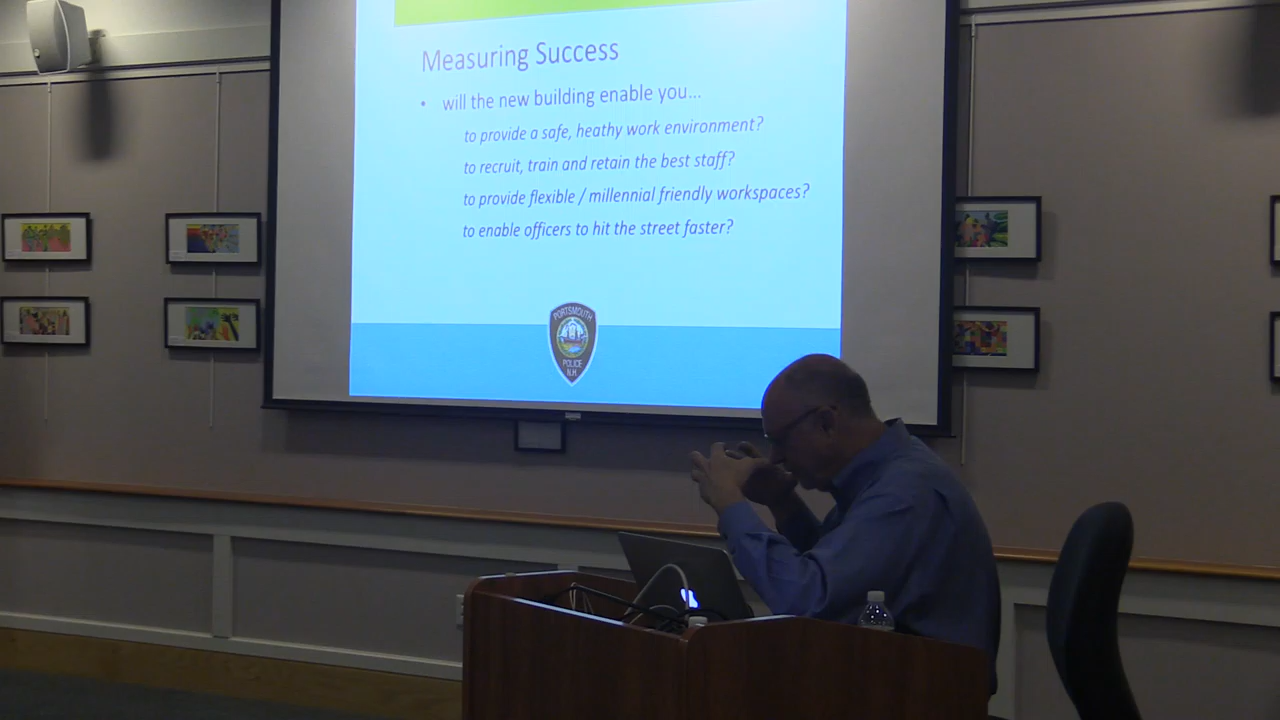 Measuring Success
• will the new building enable you...
to provide a safe, heathy work environment?
to recruit, train and retain the best staff?
to provide flexible / millennial friendly workspaces?
to enable officers to hit the street faster?
PORTSMOUTH
POLICE
N.H.